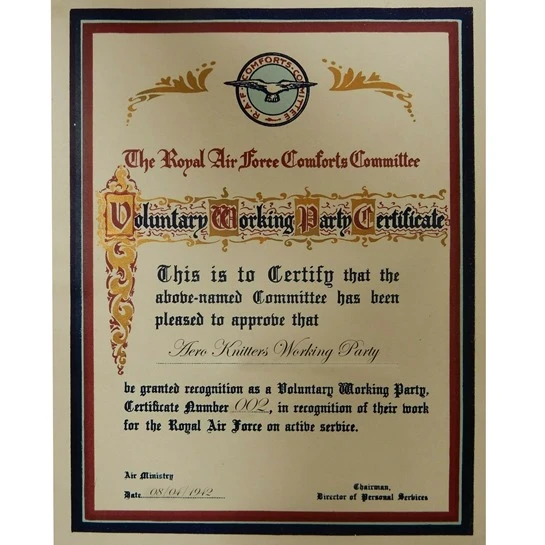 R.A.F. COMFORTS COMMITTEE
The Royal Air Force Comforts Committee
Voluntary Working Party Certificate
This is to Certify that the
above-named Committee has been
pleased to approve that
Aero Knitters Working Party
be granted recognition as a Voluntary Working Party,
Certificate Number 002, in recognition of their work
for the Royal Air Force on active service.
Air Ministry
Date 08/01/1942
Chairman,
Director of Personal Services